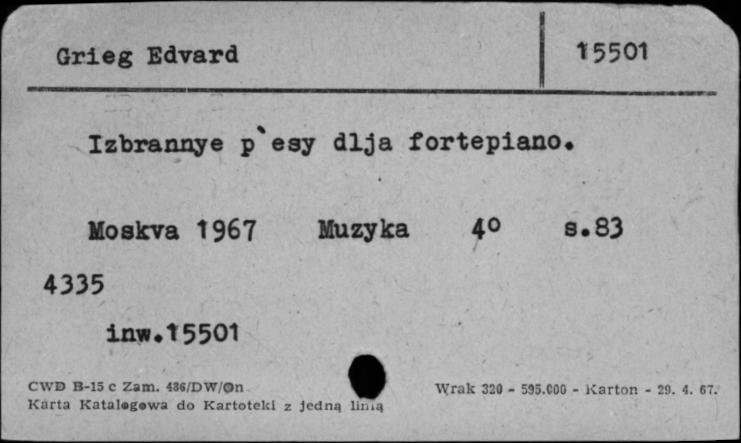 Grieg Edvard 15501
Izbrannye p`esy dlja fortepiano.
Moskva 1967 Muzyka 4º s.83
4335
inw.15501
CWD B-15 c Zam. 486/DW/On Wrak 320 - 595.000 - Karton - 29. 4. 67.
Karta Katalogowa do Kartoteki z jedną linią